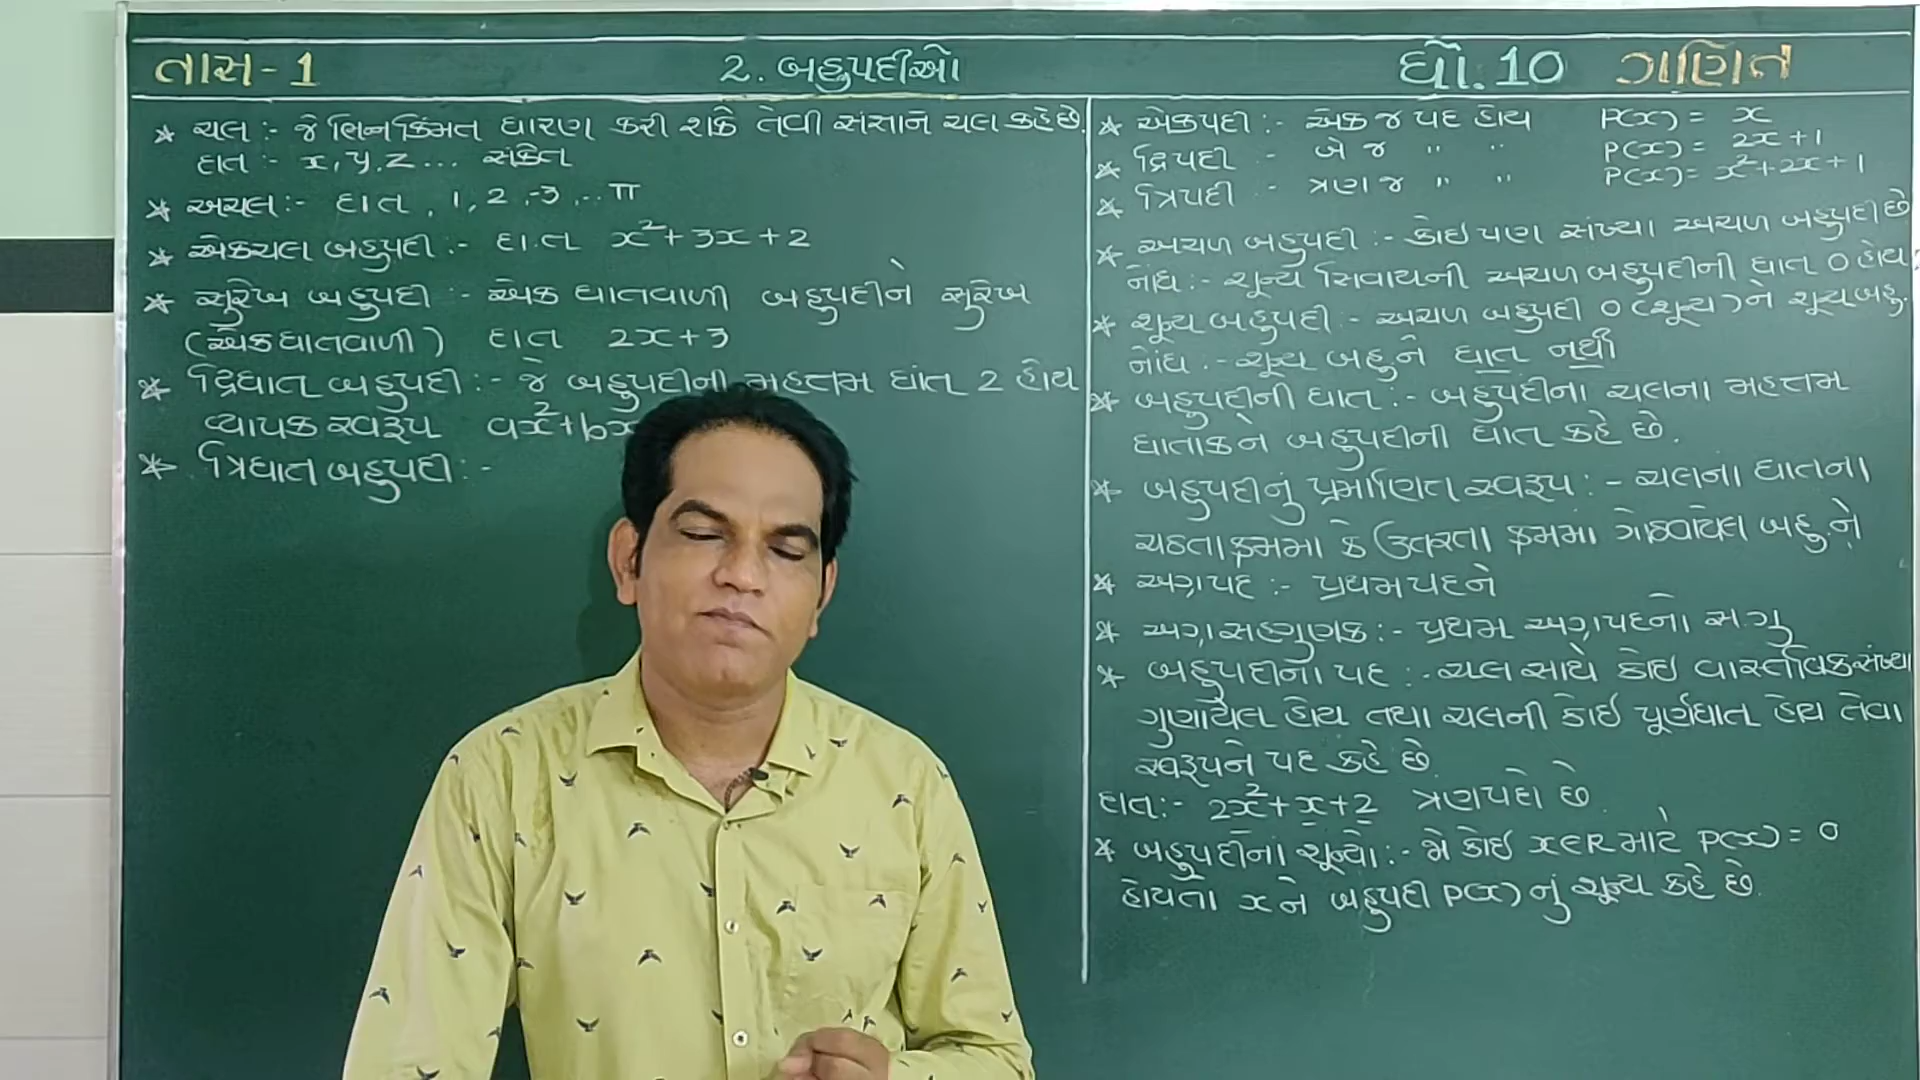 તાસ - 1
2. બહુપદીઓ
ધો. 10 ગણિત
* ચલ :- જે ભિન્ન કિંમત ધારણ કરી શકે તેવી સંજ્ઞાને ચલ કહે છે.
દા.ત :- x, y, z ... સંકેત
* અચલ :- દા.ત, 1, 2, -3, ... π
* એકચલ બહુપદી :- દા.ત x²+3x+2
* સુરેખ બહુપદી :- એક ઘાતવાળી બહુપદીને સુરેખ
(એક ઘાતવાળી) દા.ત 2x+3
* દ્વિઘાત બહુપદી :- જે બહુપદીની મહત્તમ ઘાત 2 હોય
વ્યાપક સ્વરૂપ ax²+bx
* ત્રિઘાત બહુપદી :-
* એકપદી :- એક જ પદ હોય P(x) = x
* દ્વિપદી - બે જ " " P(x) = 2x+1
* ત્રિપદી - ત્રણ જ " " P(x) = x²+2x+1
* અચળ બહુપદી :- કોઇ પણ સંખ્યા અચળ બહુપદી છે
નોંધ :- શૂન્ય સિવાયની અચળ બહુપદીની ઘાત 0 હોય
* શૂન્ય બહુપદી :- અચળ બહુપદી 0 (શૂન્ય) ને શૂન્ય બહુ.
નોંધ :- શૂન્ય બહુ.ને ઘાત નથી
* બહુપદીની ઘાત :- બહુપદીના ચલના મહત્તમ
ઘાતાંકને બહુપદીની ઘાત કહે છે.
* બહુપદીનું પ્રમાણિત સ્વરૂપ :- ચલના ઘાતના
ચઢતા ક્રમમાં કે ઉતરતા ક્રમમાં ગોઠવાયેલ બહુ.ને
* અગ્રપદ :- પ્રથમ પદને
* અગ્ર સહગુણક :- પ્રથમ અગ્રપદનો સ.ગુ
* બહુપદીના પદ :- ચલ સાથે કોઇ વાસ્તવિક સંખ્યા
ગુણાયેલ હોય તથા ચલની કોઈ પૂર્ણઘાત હોય તેવા
સ્વરૂપને પદ કહે છે.
દા.ત :- 2x²+x+2 ત્રણ પદો છે.
* બહુપદીનાં શૂન્યો :- જો કોઈ x∈R માટે P(x) = 0
હોયતો x ને બહુપદી P(x) નું શૂન્ય કહે છે.